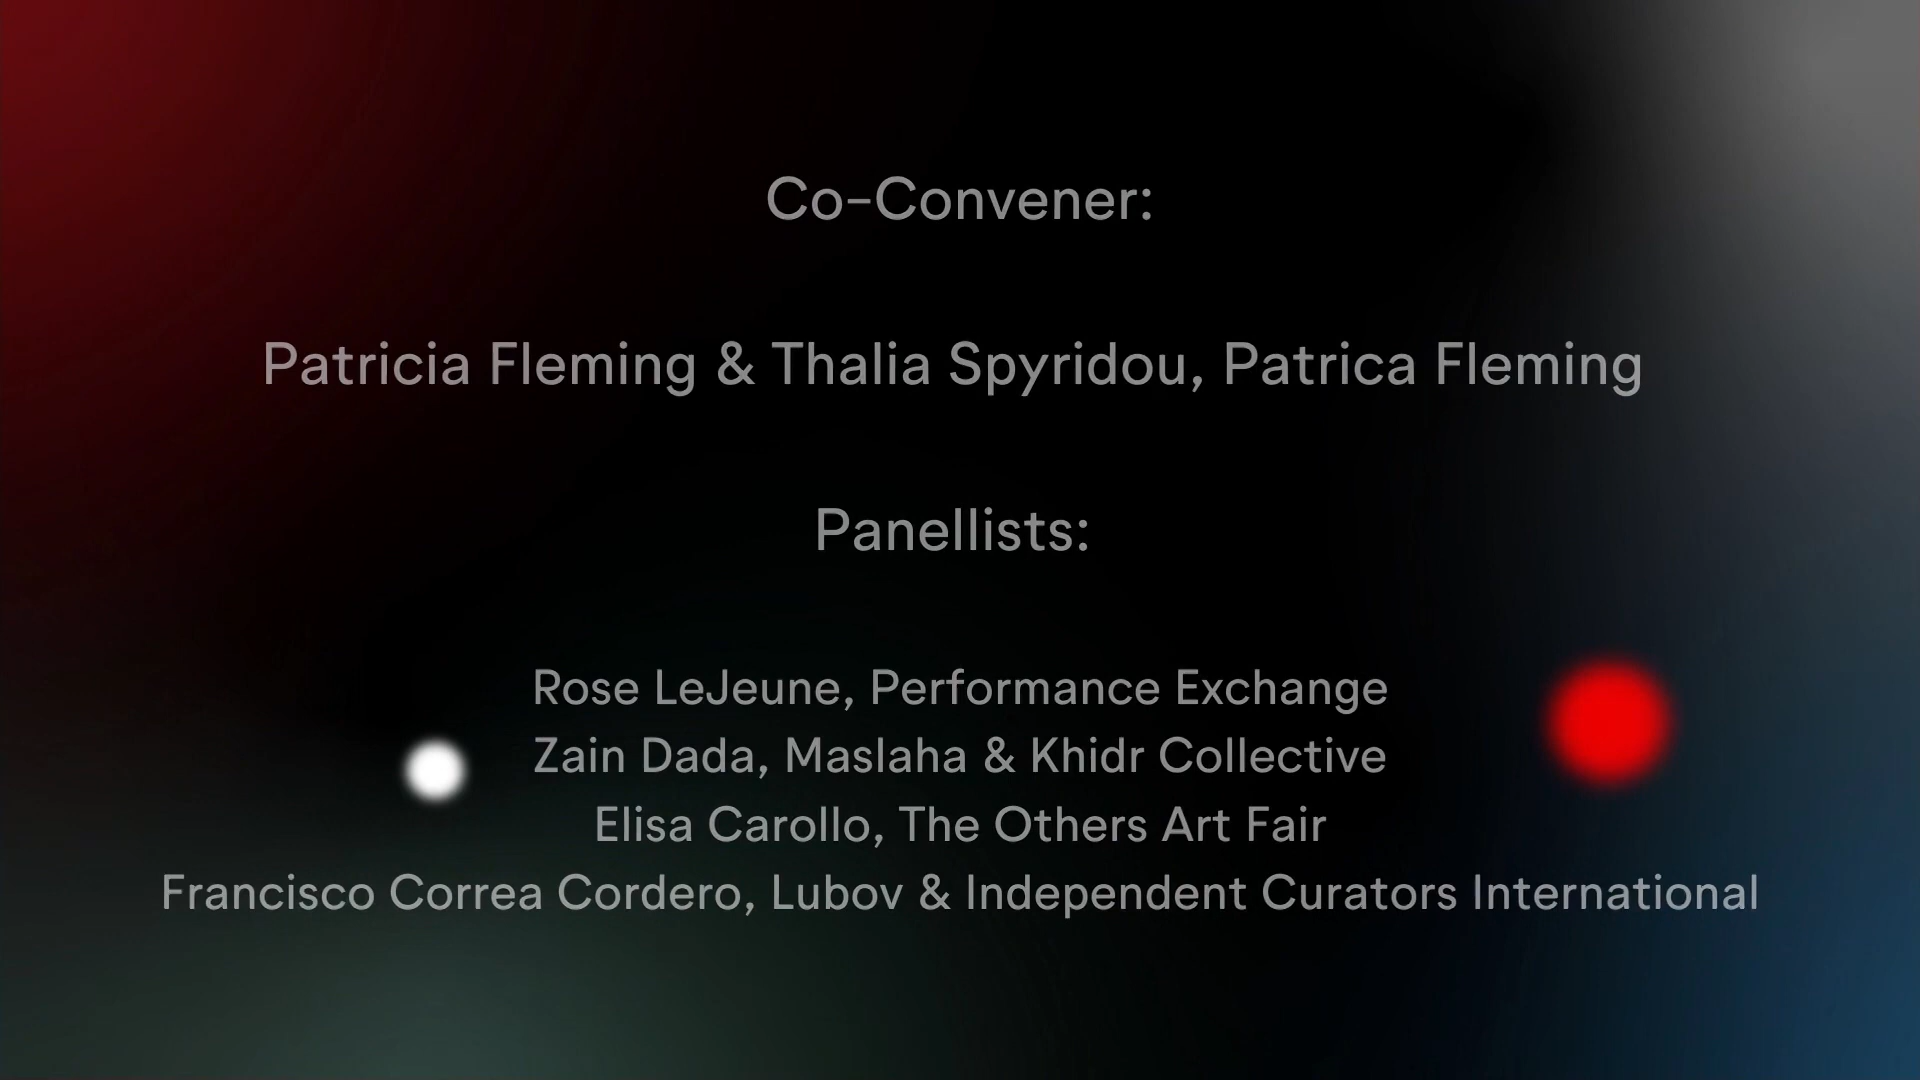 Co-Convener:
Patricia Fleming & Thalia Spyridou, Patrica Fleming
Panellists:
Rose LeJeune, Performance Exchange
Zain Dada, Maslaha & Khidr Collective
Elisa Carollo, The Others Art Fair
Francisco Correa Cordero, Lubov & Independent Curators International